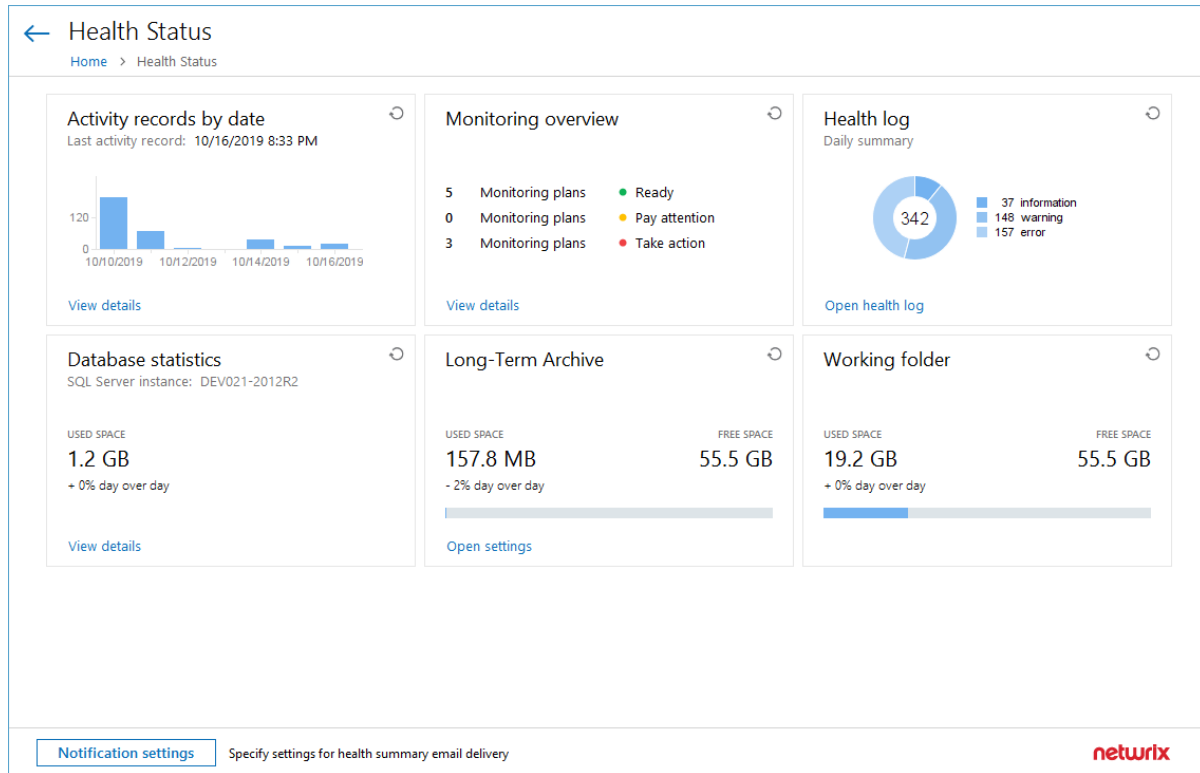 Health Status
Home > Health Status
Activity records by date
Last activity record: 10/16/2019 8:33 PM
120
0
10/10/2019 10/12/2019 10/14/2019 10/16/2019
View details
Monitoring overview
5 Monitoring plans Ready
0 Monitoring plans Pay attention
3 Monitoring plans Take action
View details
Health log
Daily summary
342
37 information
148 warning
157 error
Open health log
Database statistics
SQL Server instance: DEV021-2012R2
USED SPACE
1.2 GB
+ 0% day over day
View details
Long-Term Archive
USED SPACE FREE SPACE
157.8 MB 55.5 GB
- 2% day over day
Open settings
Working folder
USED SPACE FREE SPACE
19.2 GB 55.5 GB
+ 0% day over day
Notification settings Specify settings for health summary email delivery
netwrix